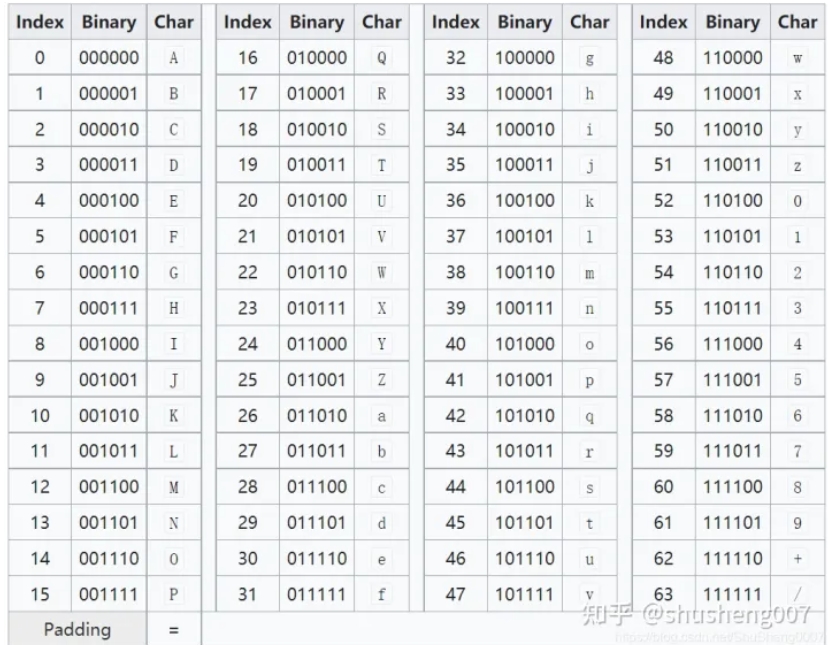 Index Binary Char Index Binary Char Index Binary Char Index Binary Char
0 000000 A 16 010000 Q 32 100000 g 48 110000 w
1 000001 B 17 010001 R 33 100001 h 49 110001 x
2 000010 C 18 010010 S 34 100010 i 50 110010 y
3 000011 D 19 010011 T 35 100011 j 51 110011 z
4 000100 E 20 010100 U 36 100100 k 52 110100 0
5 000101 F 21 010101 V 37 100101 l 53 110101 1
6 000110 G 22 010110 W 38 100110 m 54 110110 2
7 000111 H 23 010111 X 39 100111 n 55 110111 3
8 001000 I 24 011000 Y 40 101000 o 56 111000 4
9 001001 J 25 011001 Z 41 101001 p 57 111001 5
10 001010 K 26 011010 a 42 101010 q 58 111010 6
11 001011 L 27 011011 b 43 101011 r 59 111011 7
12 001100 M 28 011100 c 44 101100 s 60 111100 8
13 001101 N 29 011101 d 45 101101 t 61 111101 9
14 001110 O 30 011110 e 46 101110 u 62 111110 +
15 001111 P 31 011111 f 47 101111 v 63 111111 /
Padding =
知乎 @shusheng007